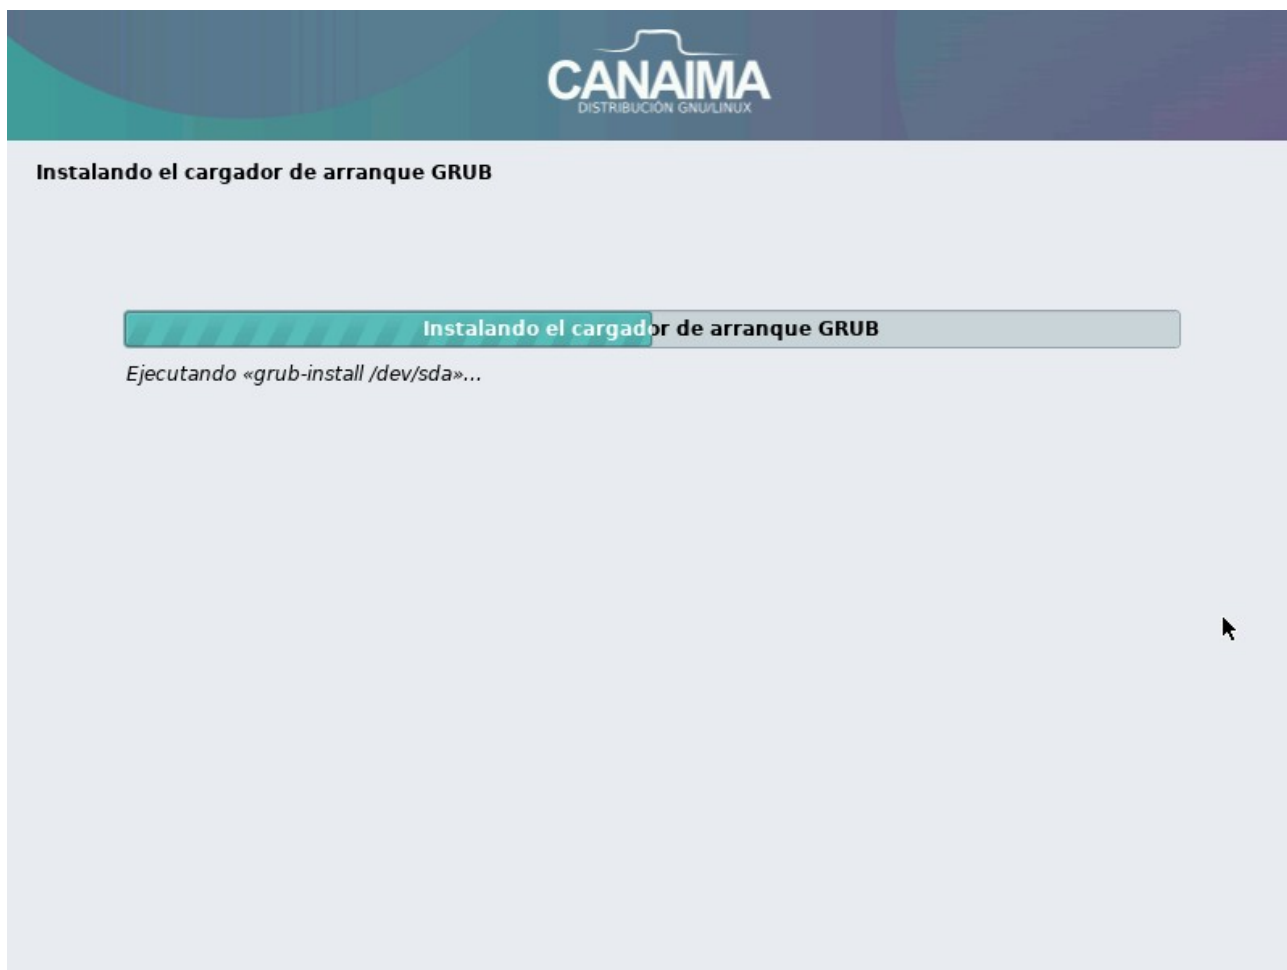 CANAIMA
DISTRIBUCIÓN GNU/LINUX
Instalando el cargador de arranque GRUB
Instalando el cargador de arranque GRUB
Ejecutando «grub-install /dev/sda»...